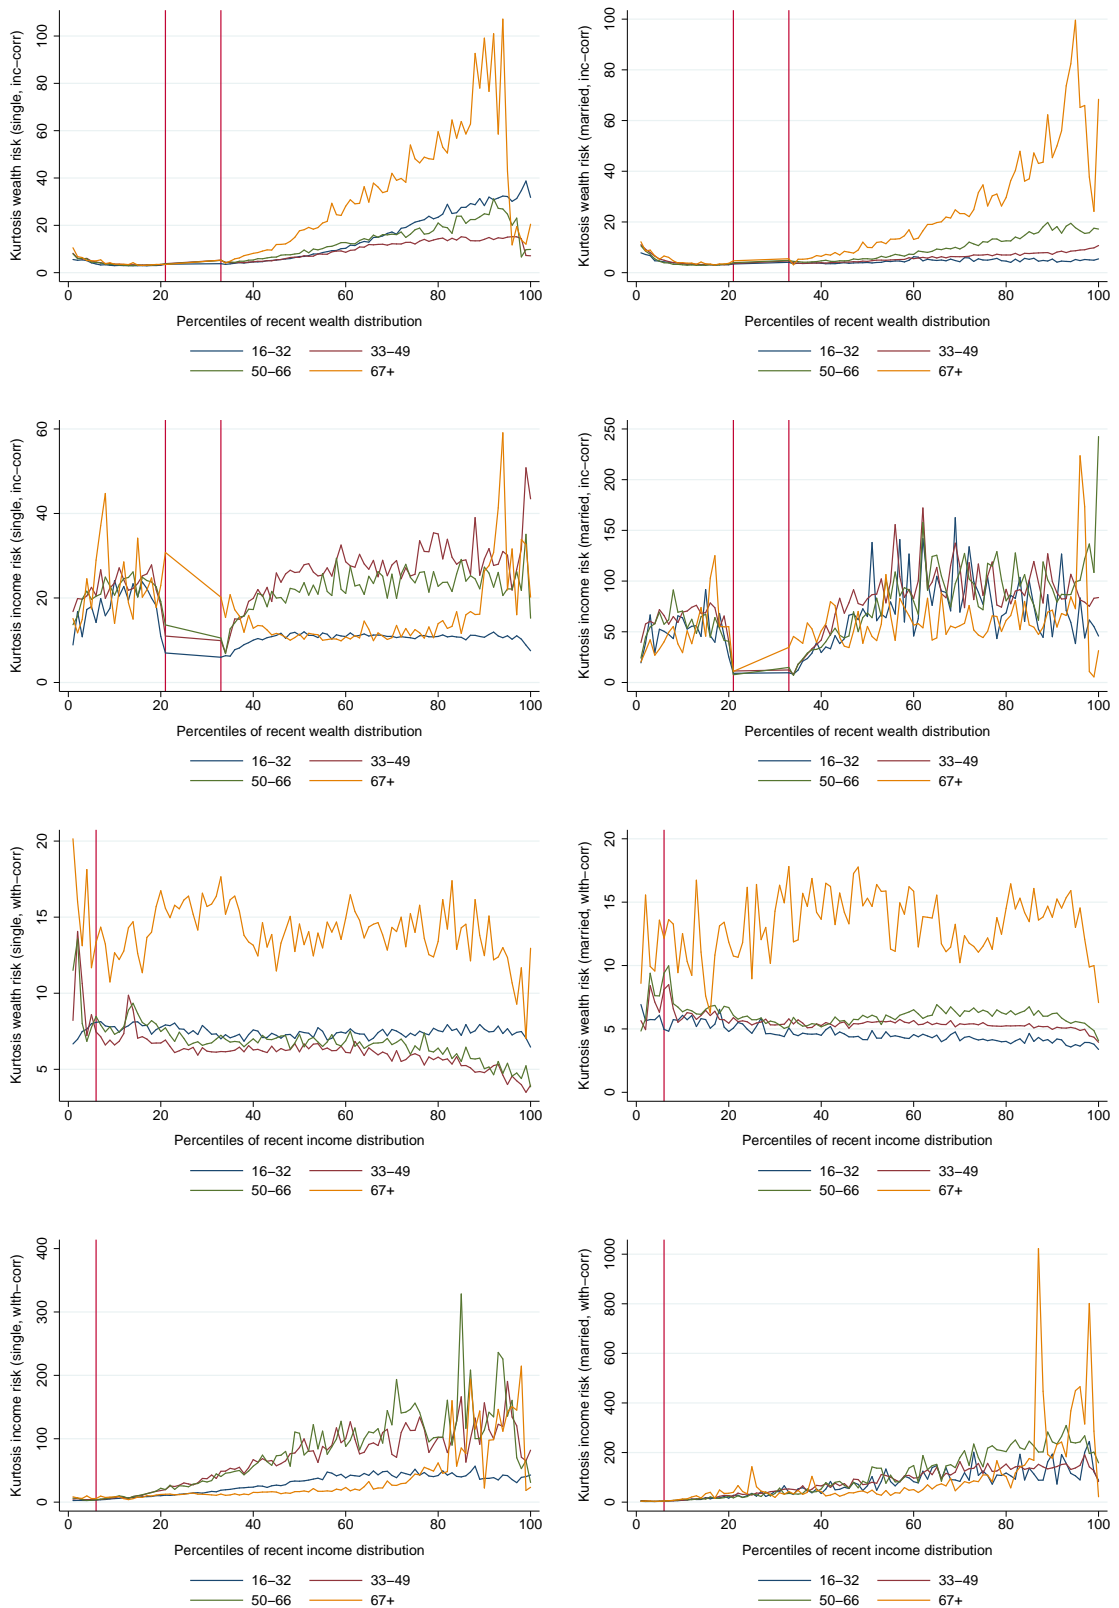 Kurtosis wealth risk (single, inc−corr)
0 20 40 60 80 100
0 20 40 60 80 100
Percentiles of recent wealth distribution
16−32 33−49
50−66 67+
Kurtosis wealth risk (married, inc−corr)
0 20 40 60 80 100
0 20 40 60 80 100
Percentiles of recent wealth distribution
16−32 33−49
50−66 67+
Kurtosis income risk (single, inc−corr)
0 20 40 60
0 20 40 60 80 100
Percentiles of recent wealth distribution
16−32 33−49
50−66 67+
Kurtosis income risk (married, inc−corr)
0 50 100 150 200 250
0 20 40 60 80 100
Percentiles of recent wealth distribution
16−32 33−49
50−66 67+
Kurtosis wealth risk (single, wlth−corr)
5 10 15 20
0 20 40 60 80 100
Percentiles of recent income distribution
16−32 33−49
50−66 67+
Kurtosis wealth risk (married, wlth−corr)
0 5 10 15 20
0 20 40 60 80 100
Percentiles of recent income distribution
16−32 33−49
50−66 67+
Kurtosis income risk (single, wlth−corr)
0 100 200 300 400
0 20 40 60 80 100
Percentiles of recent income distribution
16−32 33−49
50−66 67+
Kurtosis income risk (married, wlth−corr)
0 200 400 600 800 1000
0 20 40 60 80 100
Percentiles of recent income distribution
16−32 33−49
50−66 67+